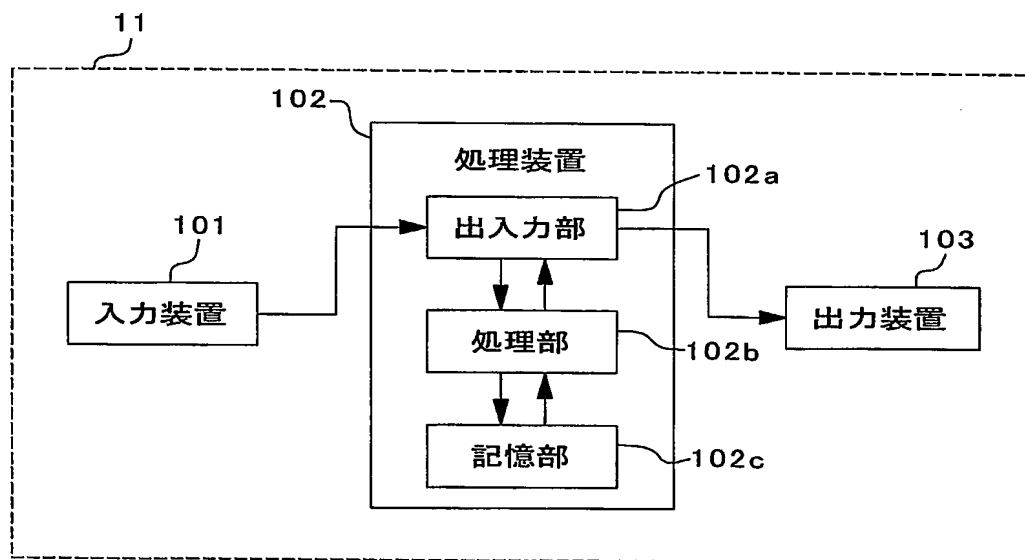 11
102
処理装置
102a
出入力部
101
103
入力装置
出力装置
処理部
102b
記憶部
102c